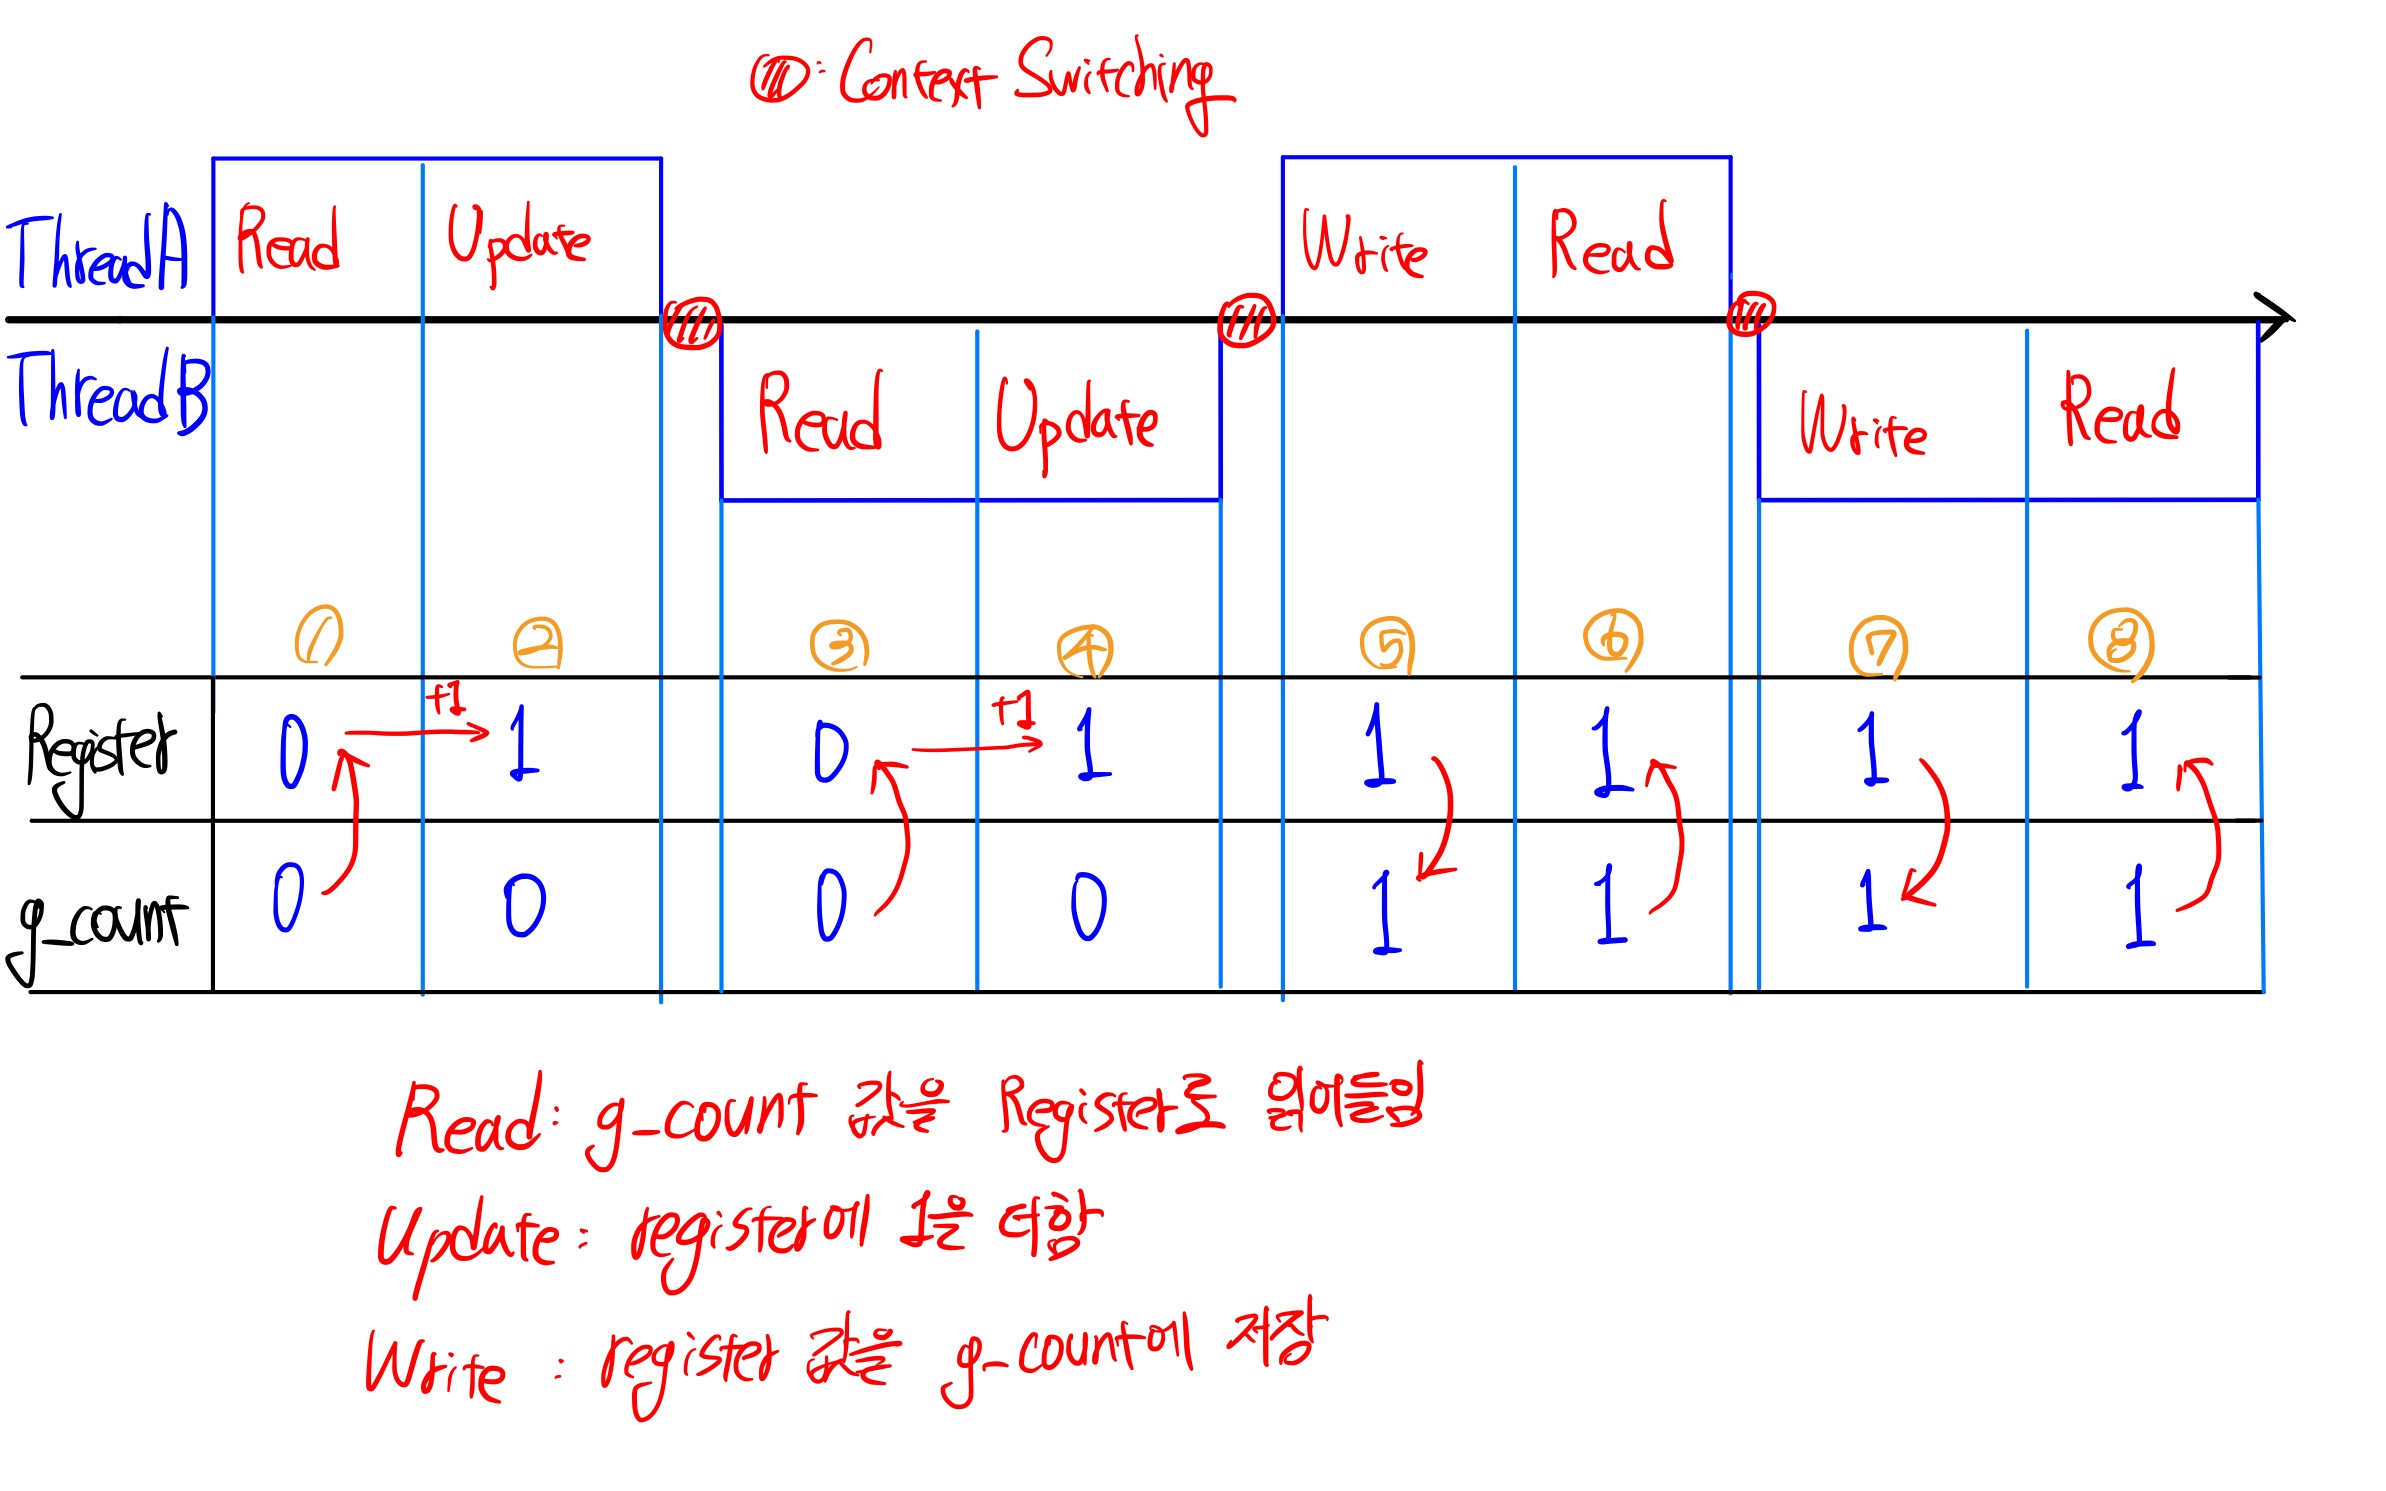 : Context Switching
ThreadA Read Update Write Read
ThreadB Read Update Write Read
① ② ③ ④ ⑤ ⑥ ⑦ ⑧
+1 +1
Register 0 1 0 1 1 1 1 1
g_count 0 0 0 0 1 1 1 1
Read: g_count 값을 Register로 읽어들임
Update: register에 1을 더함
Write : register 값을 g_count에 저장